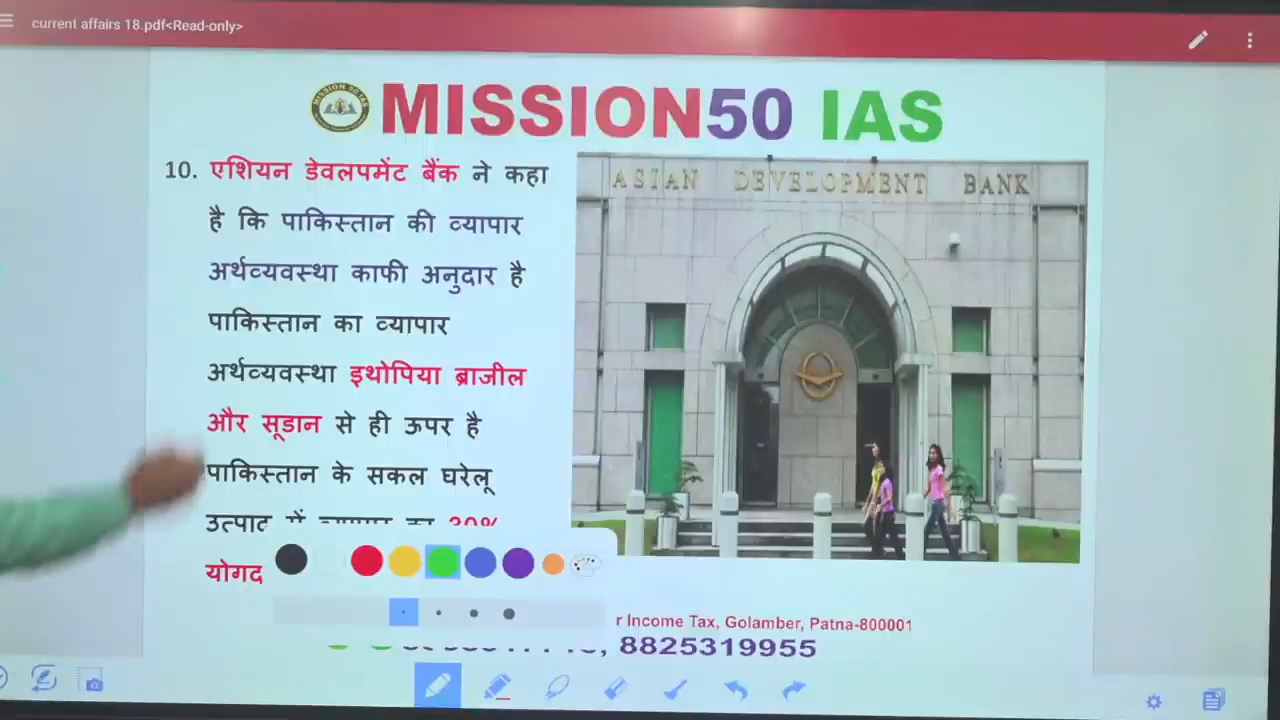 current affairs 18.pdf<Read-only>
MISSION50 IAS
10. एशियन डेवलपमेंट बैंक ने कहा
है कि पाकिस्तान की व्यापार
अर्थव्यवस्था काफी अनुदार है
पाकिस्तान का व्यापार
अर्थव्यवस्था इथोपिया ब्राजील
और सूडान से ही ऊपर है
पाकिस्तान के सकल घरेलू
उत्पाद
ASIAN DEVELOPMENT BANK
r Income Tax, Golamber, Patna-800001
8825319955